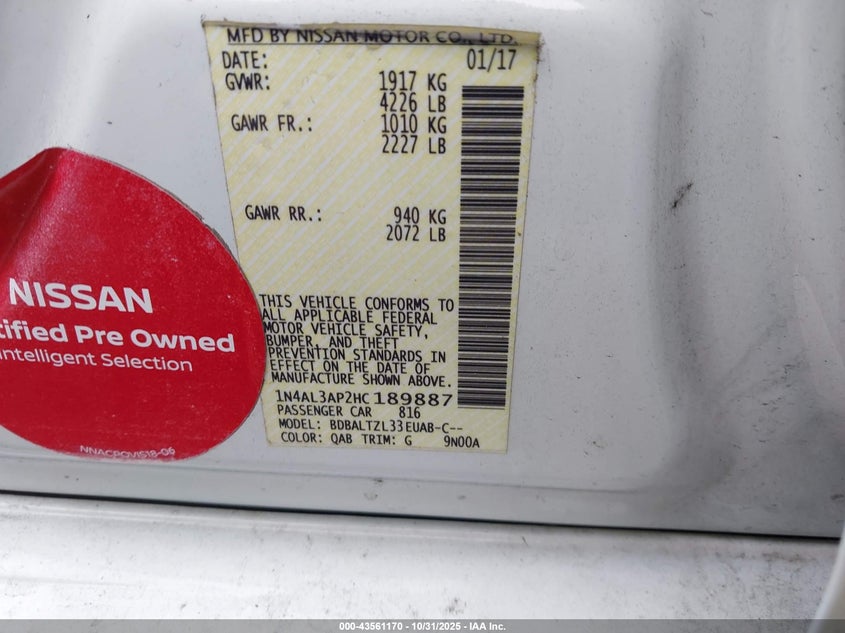 MFD BY NISSAN MOTOR CO., LTD.
DATE: 01/17
GVWR: 1917 KG
4226 LB
GAWR FR.: 1010 KG
2227 LB
GAWR RR.: 940 KG
2072 LB
THIS VEHICLE CONFORMS TO
ALL APPLICABLE FEDERAL
MOTOR VEHICLE SAFETY,
BUMPER, AND THEFT
PREVENTION STANDARDS IN
EFFECT ON THE DATE OF
MANUFACTURE SHOWN ABOVE.
1N4AL3AP2HC189887
PASSENGER CAR 816
MODEL: BDBALTZL33EUAB-C--
COLOR: QAB TRIM: G 9N00A
NISSAN
tified Pre Owned
Intelligent Selection
NNACPOVIS18-06
000-43561170 - 10/31/2025 - IAA Inc.